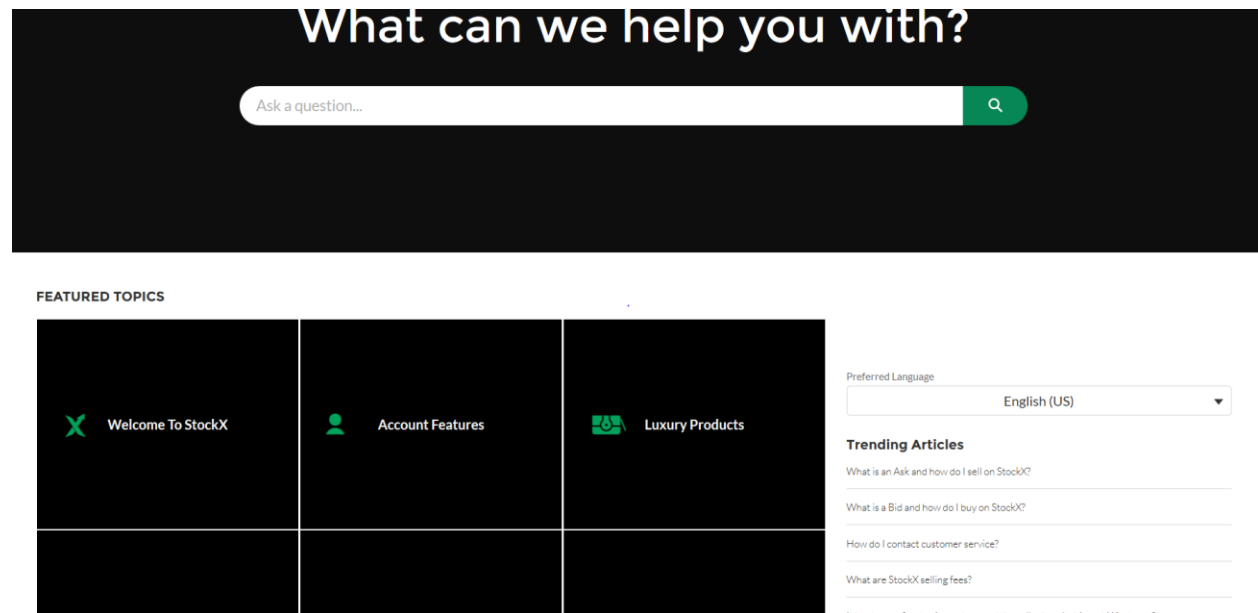 What can we help you with?
Ask a question...
FEATURED TOPICS
Welcome To StockX
Account Features
Luxury Products
Preferred Language
English (US)
Trending Articles
What is an Ask and how do I sell on StockX?
What is a Bid and how do I buy on StockX?
How do I contact customer service?
What are StockX selling fees?